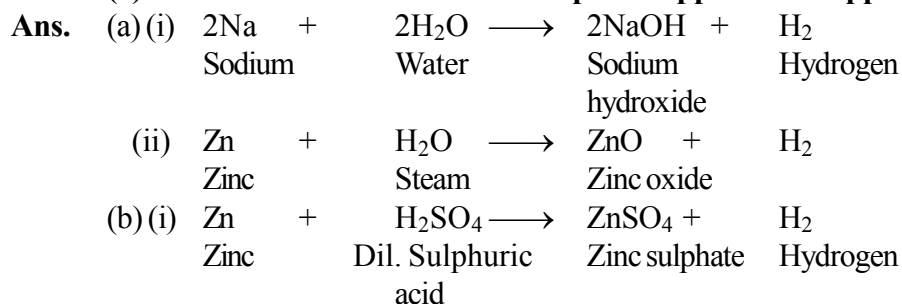 Ans. (a) (i) 2Na + 2H₂O ⟶ 2NaOH + H₂
Sodium Water Sodium Hydrogen
hydroxide
(ii) Zn + H₂O ⟶ ZnO + H₂
Zinc Steam Zinc oxide
(b) (i) Zn + H₂SO₄ ⟶ ZnSO₄ + H₂
Zinc Dil. Sulphuric Zinc sulphate Hydrogen
acid